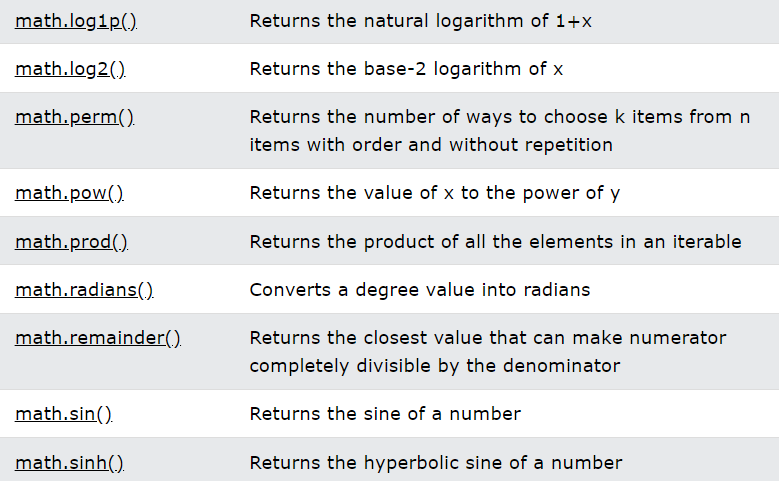 math.log1p() Returns the natural logarithm of 1+x
math.log2() Returns the base-2 logarithm of x
math.perm() Returns the number of ways to choose k items from n
items with order and without repetition
math.pow() Returns the value of x to the power of y
math.prod() Returns the product of all the elements in an iterable
math.radians() Converts a degree value into radians
math.remainder() Returns the closest value that can make numerator
completely divisible by the denominator
math.sin() Returns the sine of a number
math.sinh() Returns the hyperbolic sine of a number